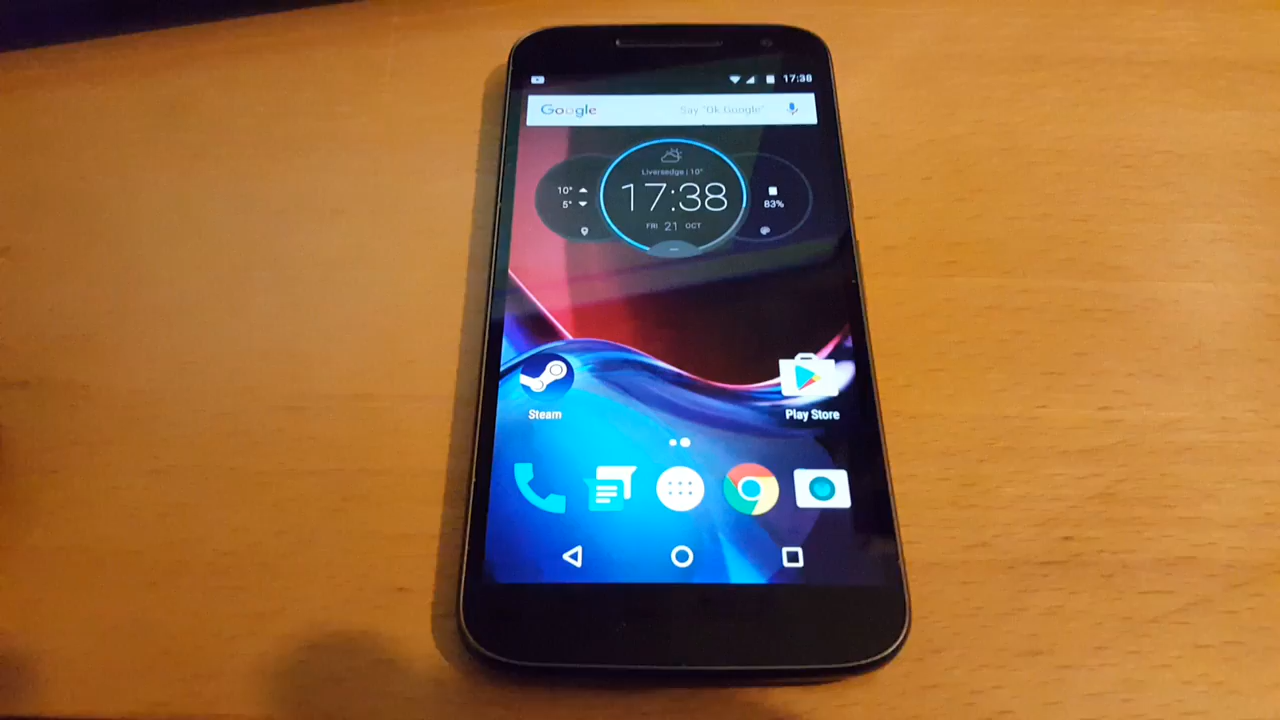 17:38
Google Say "Ok Google"
Liversedge | 10°
10°
17:38
5°
83%
FRI 21 OCT
Steam
Play Store